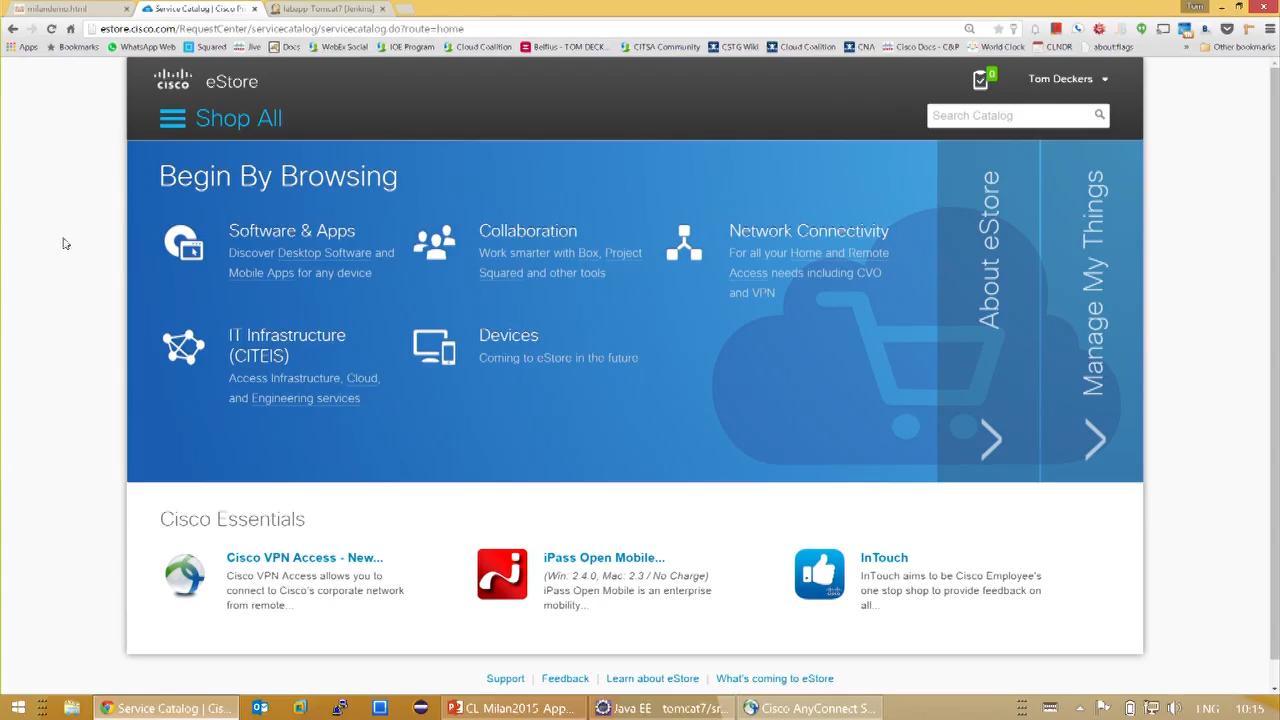 milandemo.html
Service Catalog | Cisco Pr
labapp-Tomcat7 [Jenkins]
Tom
estore.cisco.com/RequestCenter/servicecatalog/servicecatalog.do?route=home
Apps
Bookmarks
WhatsApp Web
Squared
Jive
Docs
WebEx Social
IOE Program
Cloud Coalition
Belfius - TOM DECK...
CITSA Community
CSTG Wiki
Cloud Coalition
CNA
Cisco Docs - C&B
World Clock
CLNDR
about:flags
»
Other bookmarks
CISCO
eStore
0
Tom Deckers
Shop All
Search Catalog
Begin By Browsing
Software & Apps
Discover Desktop Software and
Mobile Apps for any device
Collaboration
Work smarter with Box, Project
Squared and other tools
Network Connectivity
For all your Home and Remote
Access needs including CVO
and VPN
IT Infrastructure
(CITEIS)
Access Infrastructure, Cloud,
and Engineering services
Devices
Coming to eStore in the future
About eStore
Manage My Things
Cisco Essentials
Cisco VPN Access - New...
Cisco VPN Access allows you to
connect to Cisco's corporate network
from remote...
iPass Open Mobile...
(Win: 2.4.0, Mac: 2.3 / No Charge)
iPass Open Mobile is an enterprise
mobility...
InTouch
InTouch aims to be Cisco Employee's
one stop shop to provide feedback on
all...
Support | Feedback | Learn about eStore | What's coming to eStore
Service Catalog | Cis...
CL Milan2015 App...
Java EE - tomcat7/sr...
Cisco AnyConnect S...
ENG
10:15